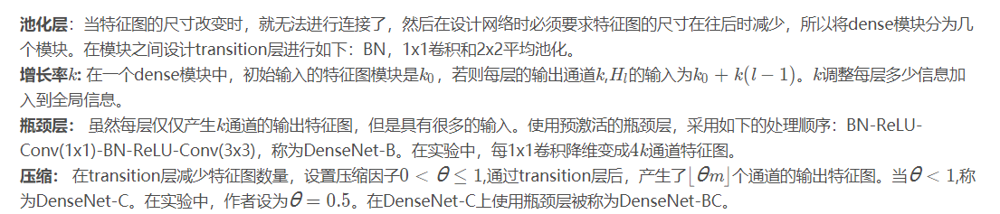 池化层：当特征图的尺寸改变时，就无法进行连接了，然后在设计网络时必须要求特征图的尺寸在往后时减少，所以将dense模块分为几
个模块。在模块之间设计transition层进行如下：BN，1x1卷积和2x2平均池化。
增长率k: 在一个dense模块中，初始输入的特征图模块是k₀，若则每层的输出通道k,Hₗ的输入为k₀ + k(l − 1)。k调整每层多少信息加
入到全局信息。
瓶颈层： 虽然每层仅仅产生k通道的输出特征图，但是具有很多的输入。使用预激活的瓶颈层，采用如下的处理顺序：BN-ReLU-
Conv(1x1)-BN-ReLU-Conv(3x3)，称为DenseNet-B。在实验中，每1x1卷积降维变成4k通道特征图。
压缩： 在transition层减少特征图数量，设置压缩因子0 < θ ≤ 1,通过transition层后，产生了⌊θm⌋个通道的输出特征图。当θ < 1,称
为DenseNet-C。在实验中，作者设为θ = 0.5。在DenseNet-C上使用瓶颈层被称为DenseNet-BC。